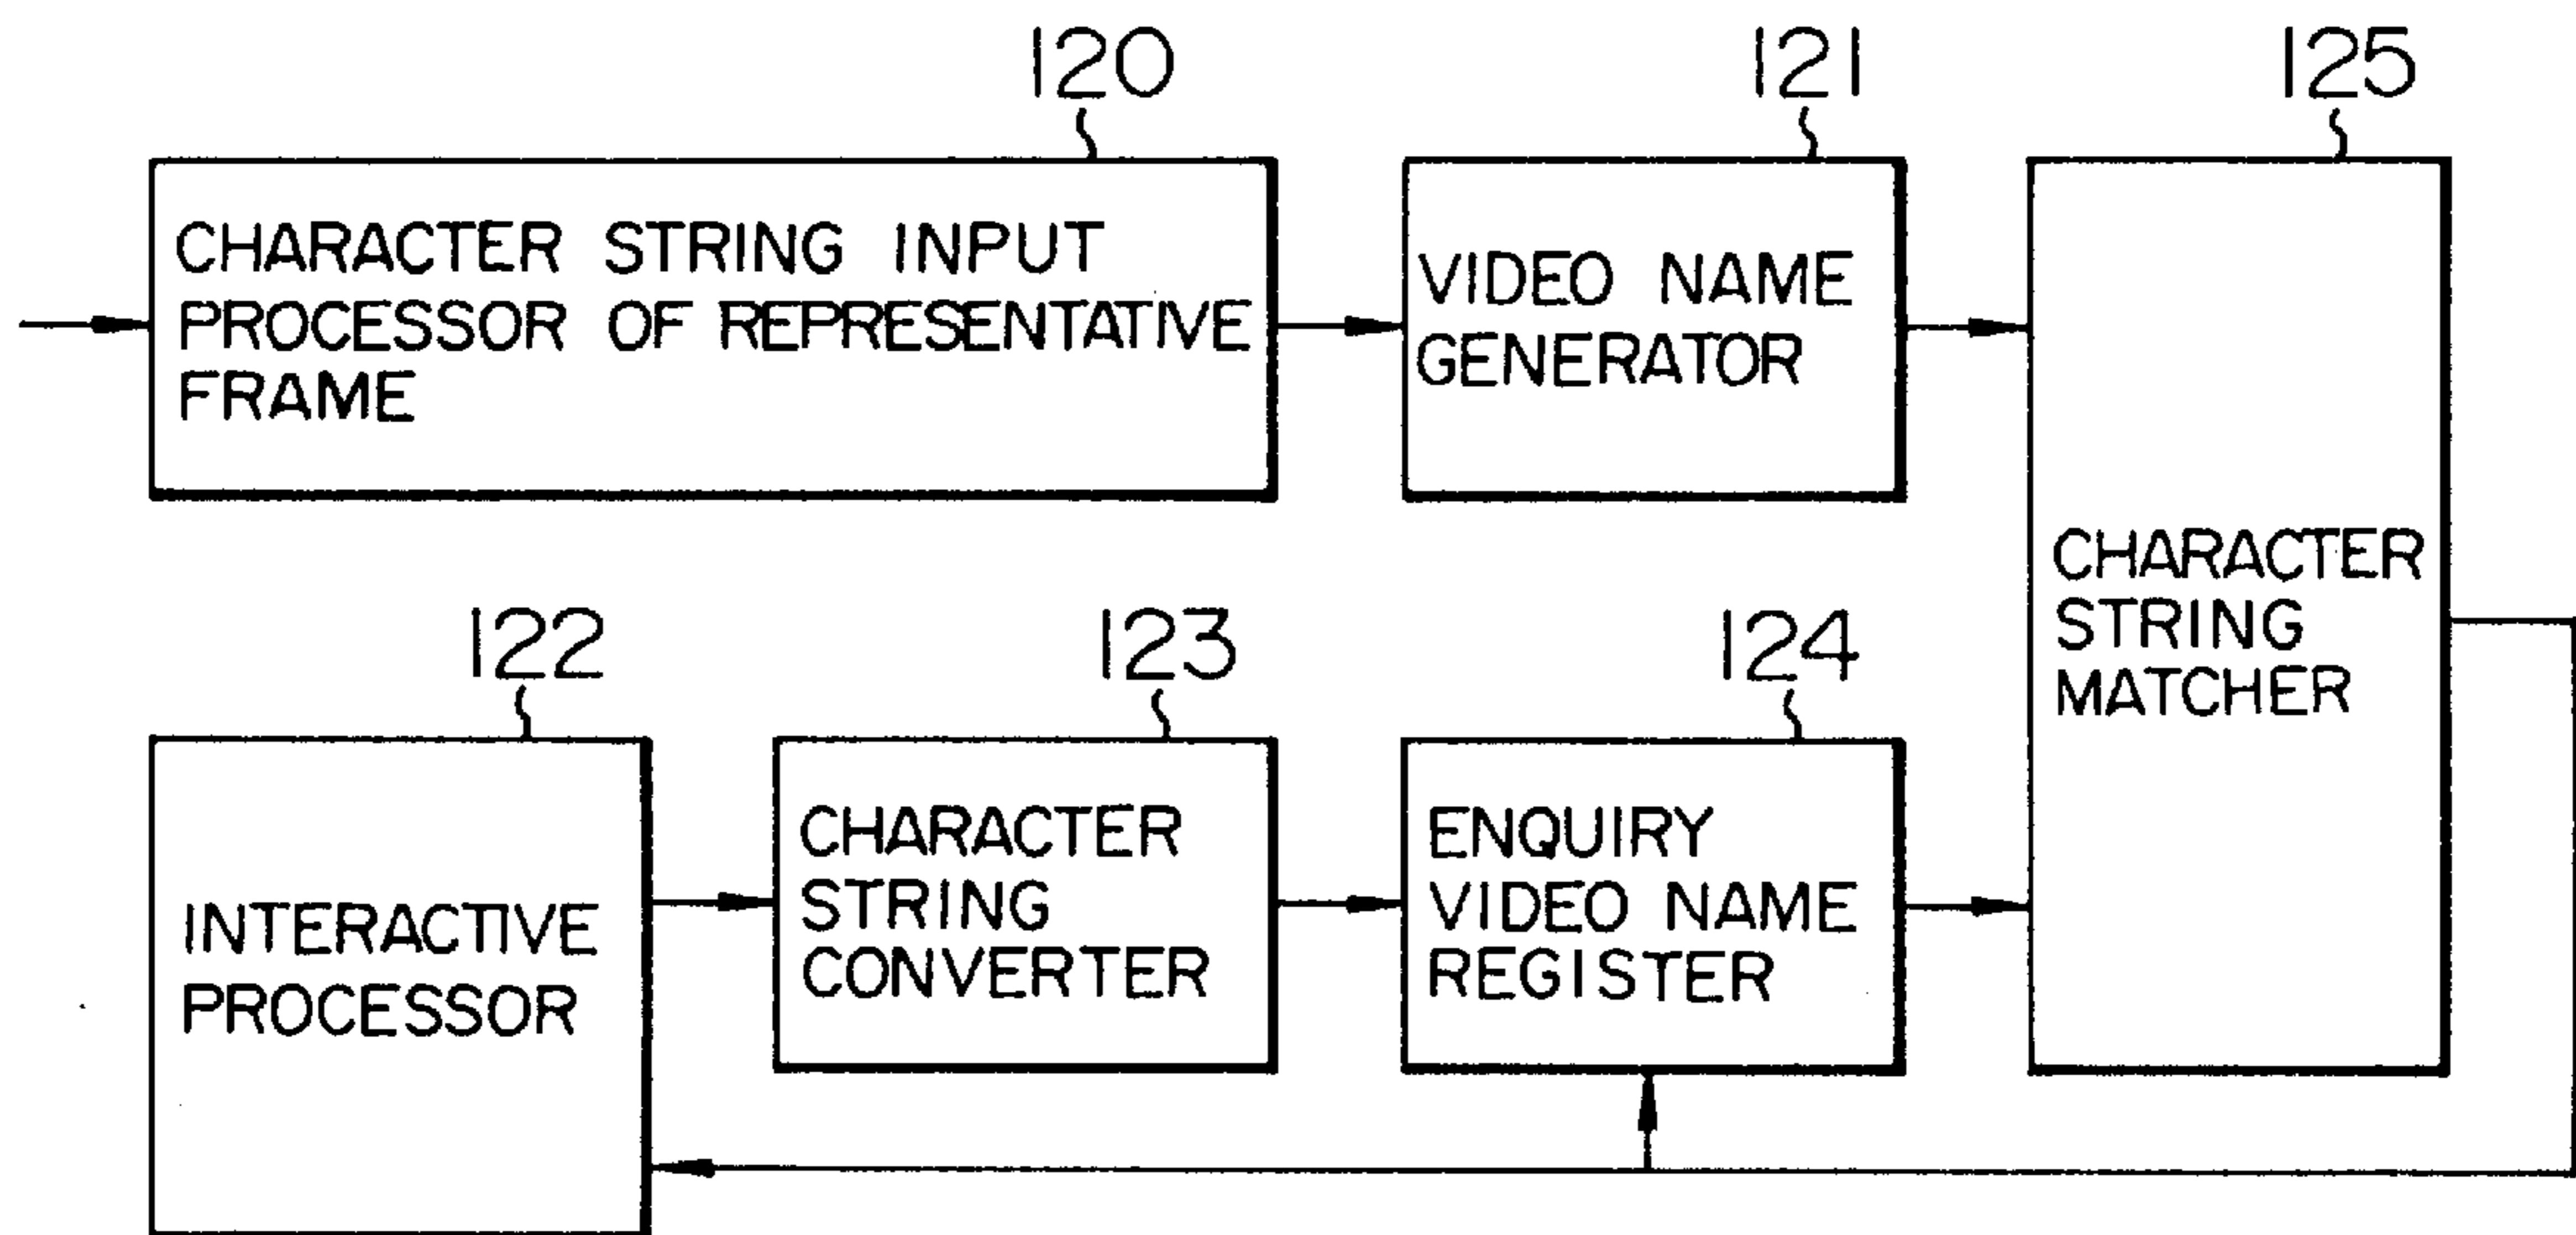 120
CHARACTER STRING INPUT
PROCESSOR OF REPRESENTATIVE
FRAME
121
VIDEO NAME
GENERATOR
125
CHARACTER
STRING
MATCHER
122
INTERACTIVE
PROCESSOR
123
CHARACTER
STRING
CONVERTER
124
ENQUIRY
VIDEO NAME
REGISTER